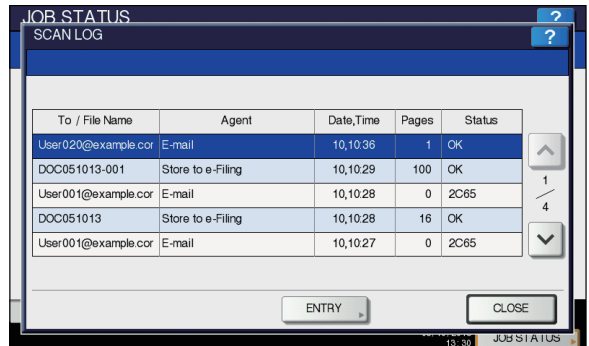 JOB STATUS ?
SCAN LOG ?
To / File Name Agent Date,Time Pages Status
User020@example.cor E-mail 10,10:36 1 OK
DOC051013-001 Store to e-Filing 10,10:29 100 OK
User001@example.cor E-mail 10,10:28 0 2C65
DOC051013 Store to e-Filing 10,10:28 16 OK
User001@example.cor E-mail 10,10:27 0 2C65
1
4
ENTRY CLOSE
13:30 JOB STATUS